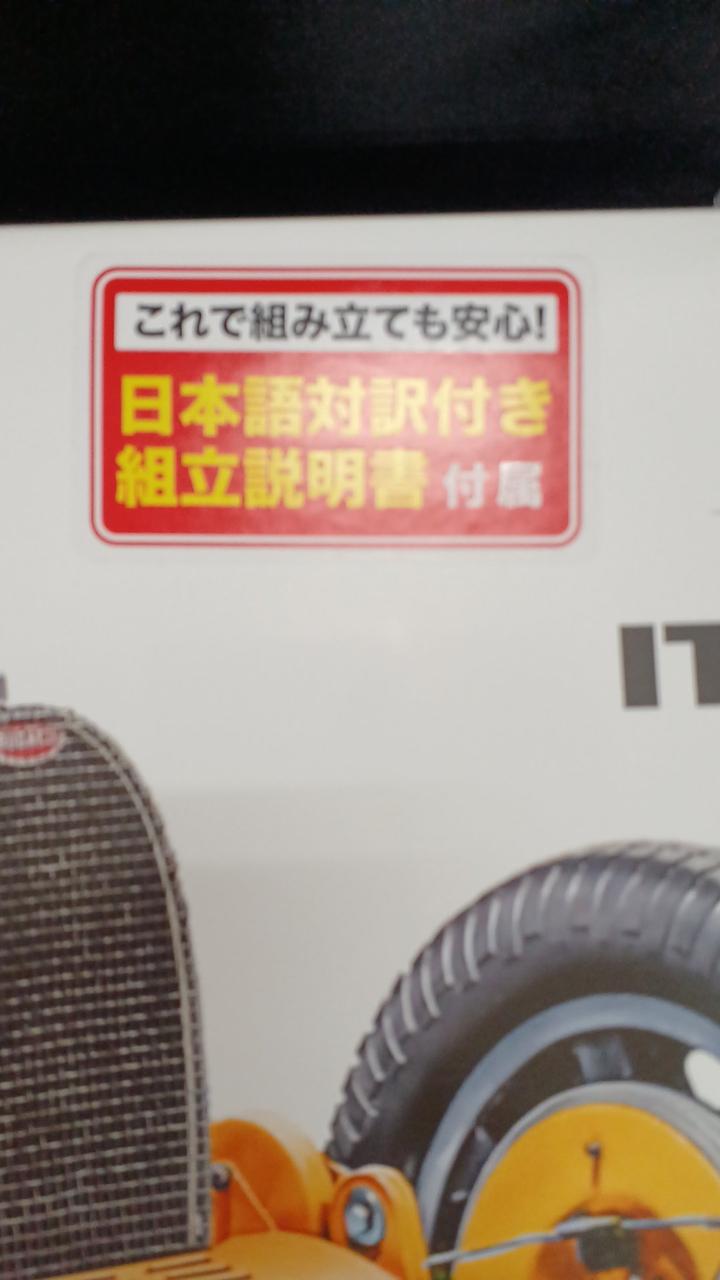 これで組み立ても安心!
日本語対訳付き
組立説明書 付属
IT